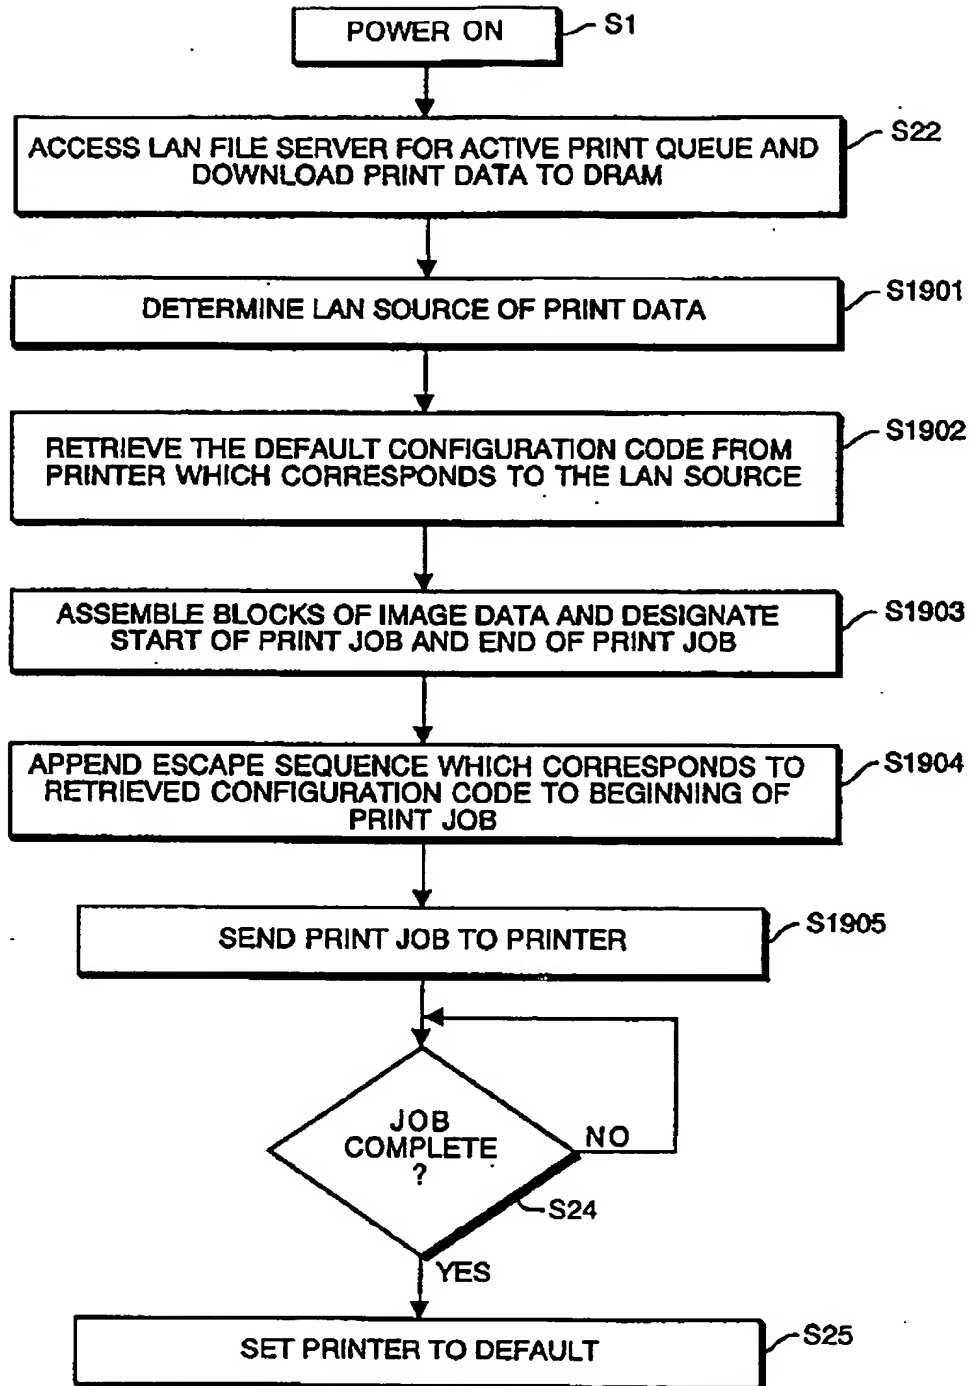 POWER ON
S1
ACCESS LAN FILE SERVER FOR ACTIVE PRINT QUEUE AND
DOWNLOAD PRINT DATA TO DRAM
S22
DETERMINE LAN SOURCE OF PRINT DATA
S1901
RETRIEVE THE DEFAULT CONFIGURATION CODE FROM
PRINTER WHICH CORRESPONDS TO THE LAN SOURCE
S1902
ASSEMBLE BLOCKS OF IMAGE DATA AND DESIGNATE
START OF PRINT JOB AND END OF PRINT JOB
S1903
APPEND ESCAPE SEQUENCE WHICH CORRESPONDS TO
RETRIEVED CONFIGURATION CODE TO BEGINNING OF
PRINT JOB
S1904
SEND PRINT JOB TO PRINTER
S1905
JOB
COMPLETE
?
NO
S24
YES
SET PRINTER TO DEFAULT
S25